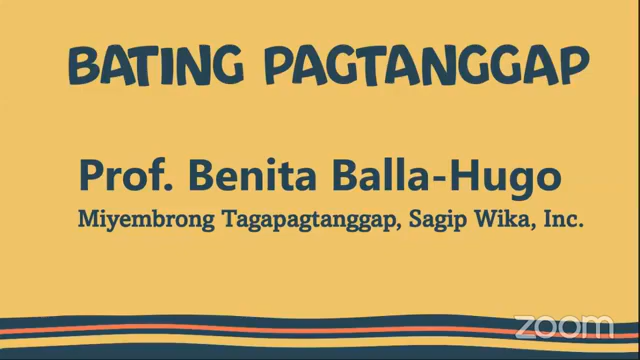 BATING PAGTANGGAP
Prof. Benita Balla-Hugo
Miyembrong Tagapagtanggap, Sagip Wika, Inc.
zoom